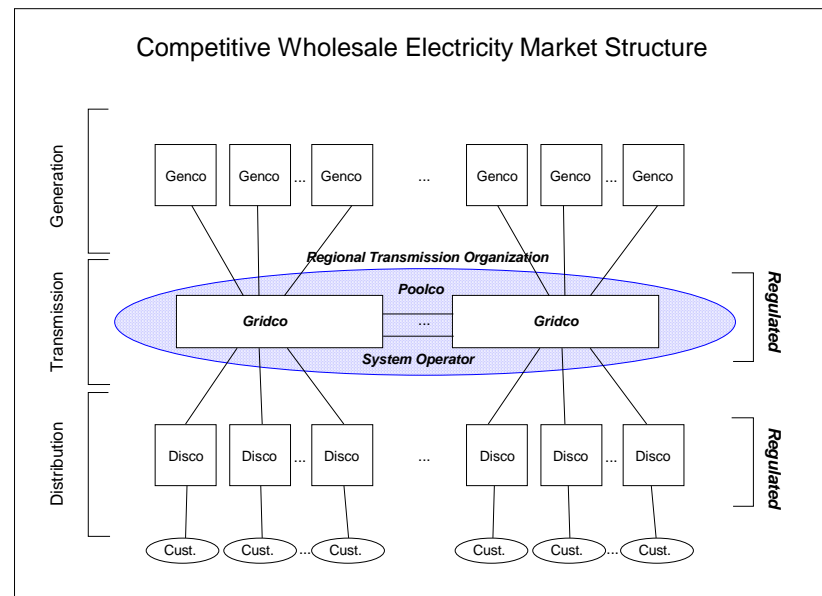 Competitive Wholesale Electricity Market Structure
Generation
Genco Genco ... Genco ... Genco Genco ... Genco
Regional Transmission Organization
Transmission
Poolco
Gridco ... Gridco
System Operator
Regulated
Distribution
Disco Disco ... Disco ... Disco Disco ... Disco
Regulated
Cust. Cust. ... Cust. Cust. Cust. ... Cust.